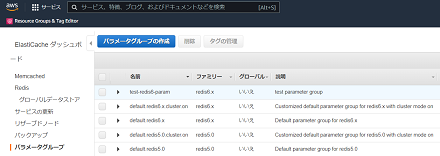 aws
サービス
サービス、特徴、ブログ、およびドキュメントなどを検索
[Alt+S]
Resource Groups & Tag Editor
ElastiCache ダッシュボード
Memcached
Redis
グローバルデータストア
サービスの更新
リザーブドノード
バックアップ
パラメータグループ
パラメータグループの作成 削除 タグの管理
名前 ファミリー グローバル 説明
test-redis6-param redis6.x いいえ test parameter group
default.redis6.x.cluster.on redis6.x いいえ Customized default parameter group for redis6.x with cluster mode on
default.redis6.x redis6.x いいえ Default parameter group for redis6.x
default.redis5.0.cluster.on redis5.0 いいえ Customized default parameter group for redis5.0 with cluster mode on
default.redis5.0 redis5.0 いいえ Default parameter group for redis5.0